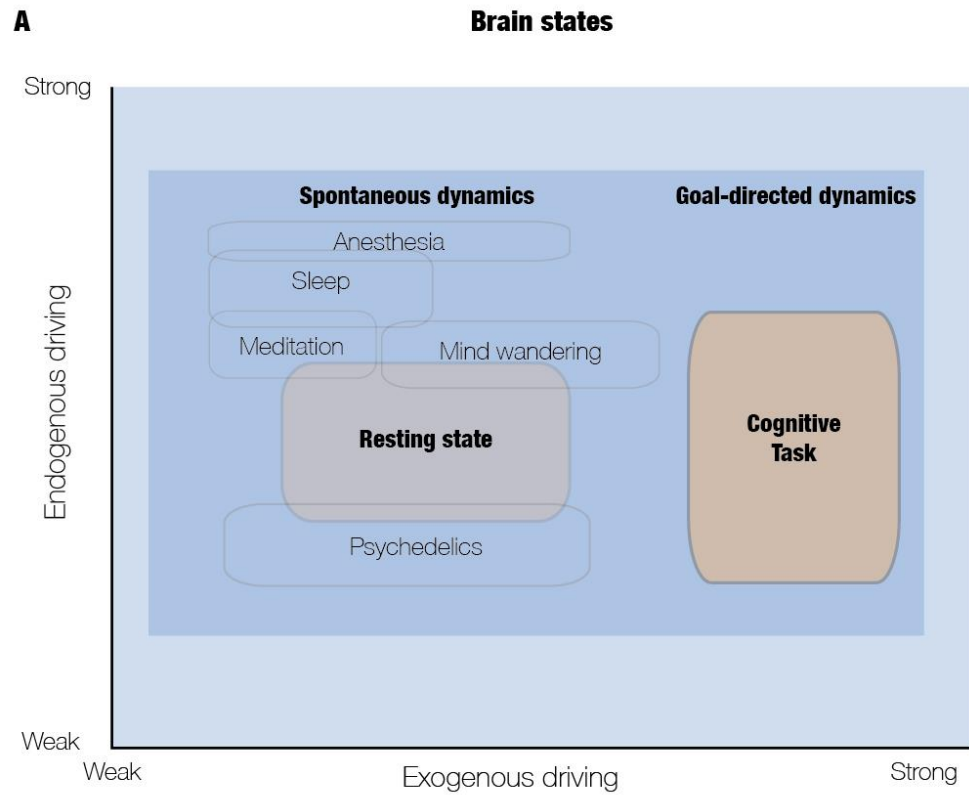 A
Brain states
Strong
Spontaneous dynamics
Goal-directed dynamics
Anesthesia
Sleep
Meditation
Mind wandering
Resting state
Cognitive
Task
Psychedelics
Endogenous driving
Weak
Weak
Exogenous driving
Strong